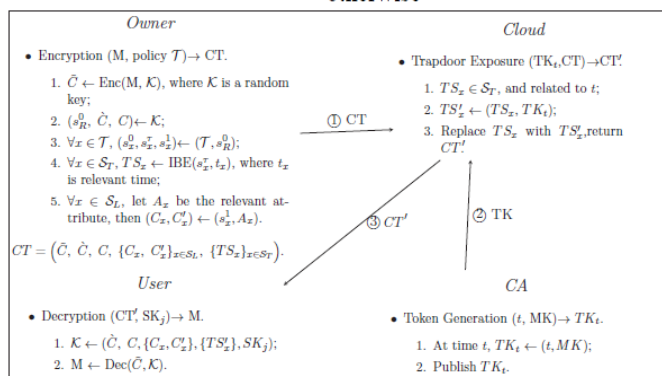 Owner
• Encryption (M, policy 𝒯)→ CT.
1. C̃ ← Enc(M, 𝒦), where 𝒦 is a random
key;
2. (s_R^0, C̀, C)←𝒦;
3. ∀x ∈ 𝒯, (s_x^0, s_x^τ, s_x^1)← (𝒯, s_R^0);
4. ∀x ∈ 𝒮_T, TS_x ← IBE(s_x^τ, t_x), where t_x
is relevant time;
5. ∀x ∈ 𝒮_L, let A_x be the relevant at-
tribute, then (C_x, C'_x) ← (s_x^1, A_x).
CT = (C̃, C̀, C, {C_x, C'_x}_{x∈𝒮_L}, {TS_x}_{x∈𝒮_T}).
① CT
Cloud
• Trapdoor Exposure (TK_t,CT)→CT'.
1. TS_x ∈ 𝒮_T, and related to t;
2. TS'_x ← (TS_x, TK_t);
3. Replace TS_x with TS'_x,return
CT'.
③ CT'
② TK
User
• Decryption (CT', SK_j)→ M.
1. 𝒦 ← (C̀, C, {C_x, C'_x}, {TS'_x}, SK_j);
2. M ← Dec(C̃, 𝒦).
CA
• Token Generation (t, MK)→ TK_t.
1. At time t, TK_t ← (t, MK);
2. Publish TK_t.